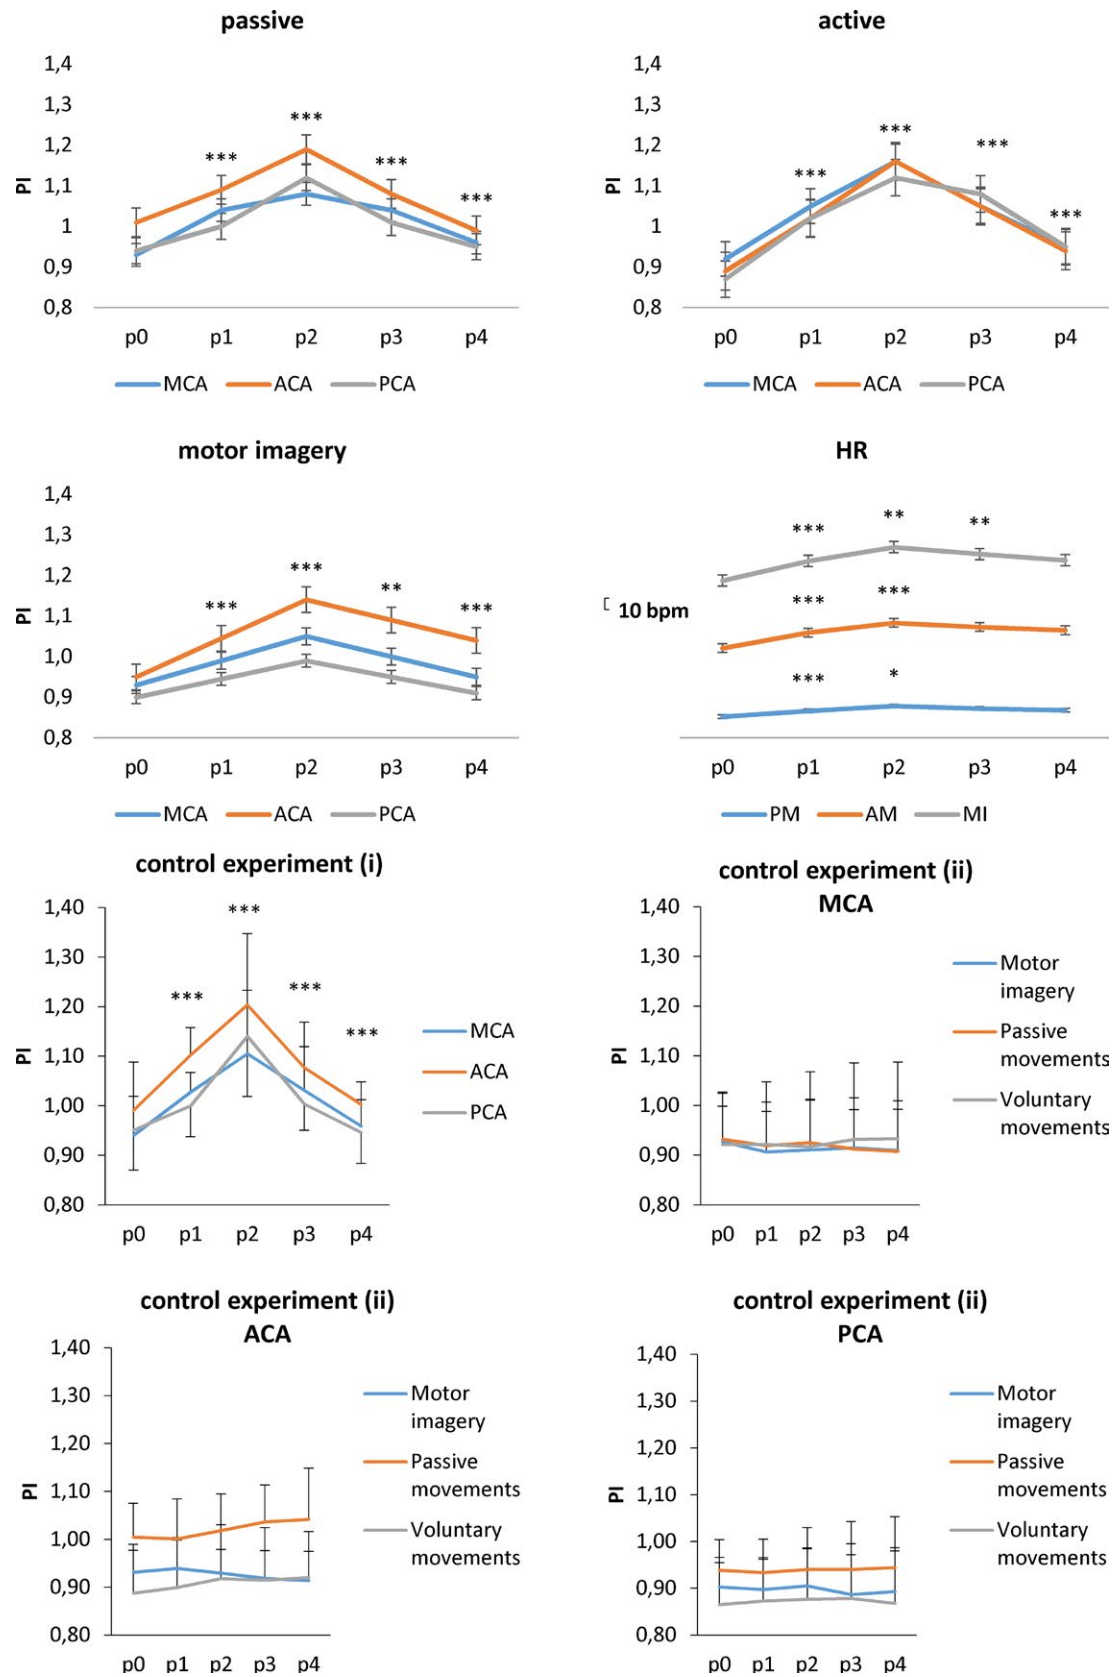 passive
1,4
1,3
1,2
1,1
1
0,9
0,8
PI
***
***
***
***
p0 p1 p2 p3 p4
MCA ACA PCA
active
1,4
1,3
1,2
1,1
1
0,9
0,8
PI
***
***
***
***
p0 p1 p2 p3 p4
MCA ACA PCA
motor imagery
1,4
1,3
1,2
1,1
1,0
0,9
0,8
PI
***
***
**
***
p0 p1 p2 p3 p4
MCA ACA PCA
HR
*** ** **
10 bpm
*** ***
*** *
p0 p1 p2 p3 p4
PM AM MI
control experiment (i)
1,40
1,30
1,20
1,10
1,00
0,90
0,80
PI
***
***
***
***
p0 p1 p2 p3 p4
MCA
ACA
PCA
control experiment (ii)
MCA
1,40
1,30
1,20
1,10
1,00
0,90
0,80
PI
p0 p1 p2 p3 p4
Motor
imagery
Passive
movements
Voluntary
movements
control experiment (ii)
ACA
1,40
1,30
1,20
1,10
1,00
0,90
0,80
PI
p0 p1 p2 p3 p4
Motor
imagery
Passive
movements
Voluntary
movements
control experiment (ii)
PCA
1,40
1,30
1,20
1,10
1,00
0,90
0,80
PI
p0 p1 p2 p3 p4
Motor
imagery
Passive
movements
Voluntary
movements